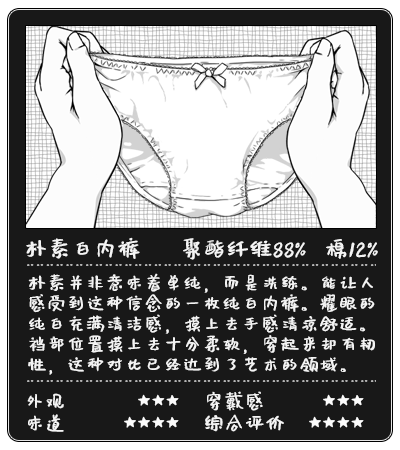 朴素白内裤 聚酯纤维88% 棉12%
朴素并非意味着单纯，而是洗练。能让人
感受到这种信念的一枚纯白内裤。耀眼的
纯白充满清洁感，摸上去手感清凉舒适。
裆部位置摸上去十分柔软，穿起来却有韧
性，这种对比已经达到了艺术的领域。
外观 ★★★ 穿戴感 ★★★
味道 ★★★★ 综合评价 ★★★★